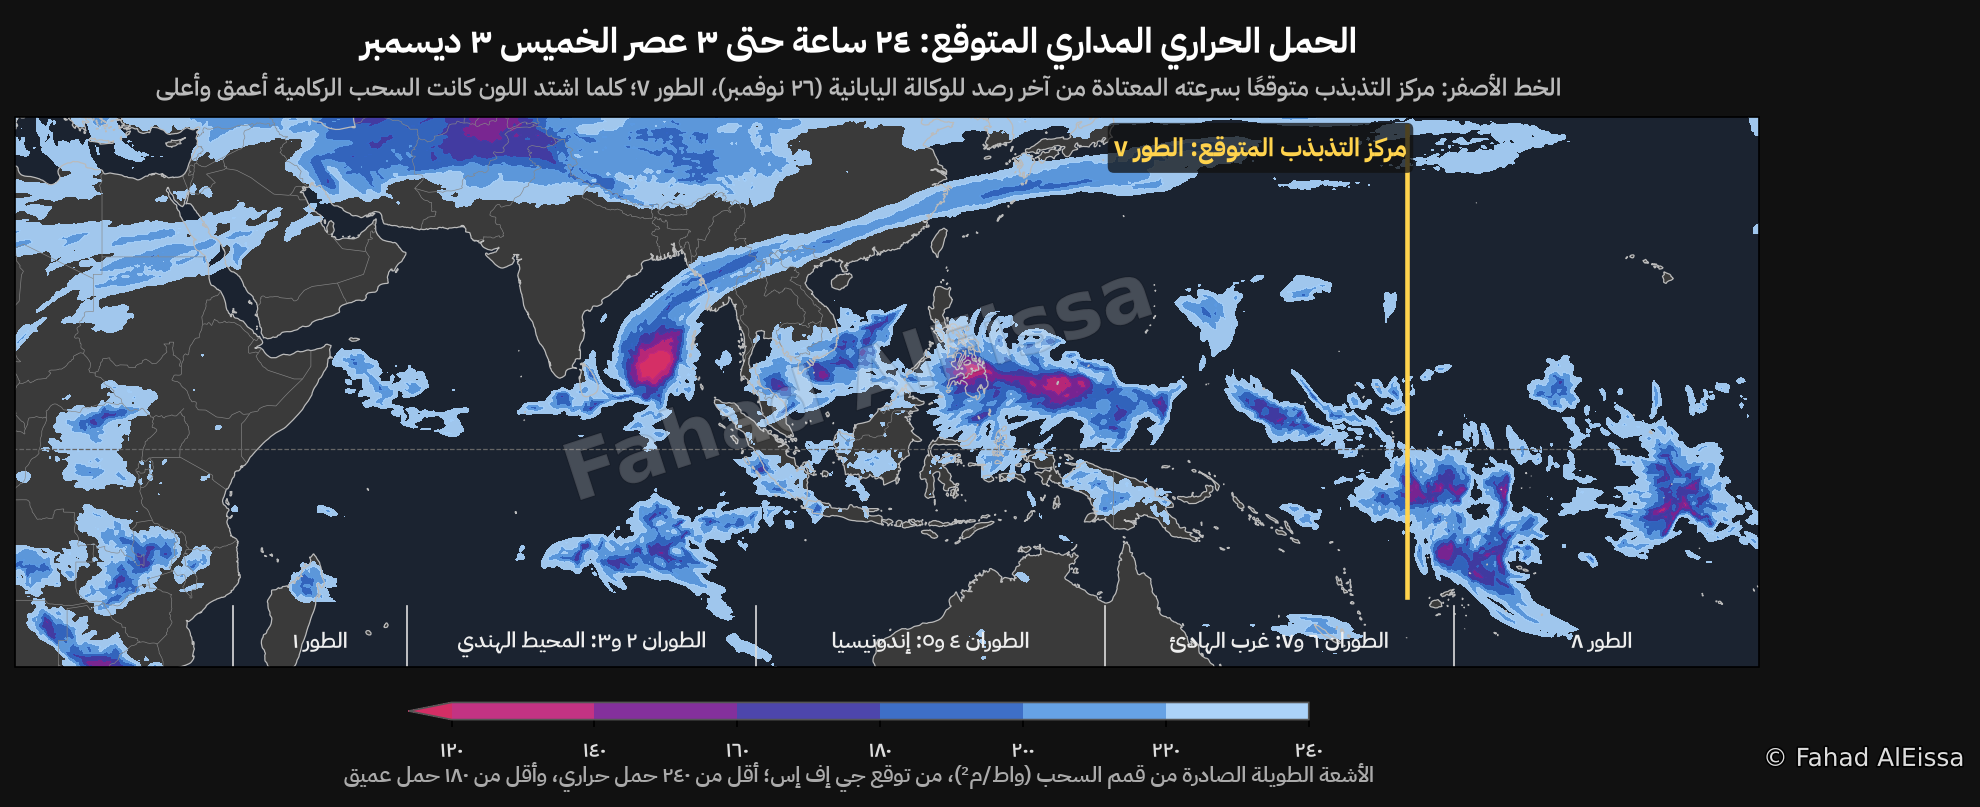 الحمل الحراري المداري المتوقع: ٢٤ ساعة حتى ٣ عصر الخميس ٣ ديسمبر
الخط الأصفر: مركز التذبذب متوقعًا بسرعته المعتادة من آخر رصد للوكالة اليابانية (٢٦ نوفمبر)، الطور ٧؛ كلما اشتد اللون كانت السحب الركامية أعمق وأعلى
مركز التذبذب المتوقع: الطور ٧
Fahad AlEissa
الطور ١
الطوران ٢ و٣: المحيط الهندي
الطوران ٤ و٥: إندونيسيا
الطوران ٦ و٧: غرب الهادئ
الطور ٨
١٢٠ ١٤٠ ١٦٠ ١٨٠ ٢٠٠ ٢٢٠ ٢٤٠
الأشعة الطويلة الصادرة من قمم السحب (واط/م²)، من توقع جي إف إس؛ أقل من ٢٤٠ حمل حراري، وأقل من ١٨٠ حمل عميق
© Fahad AlEissa